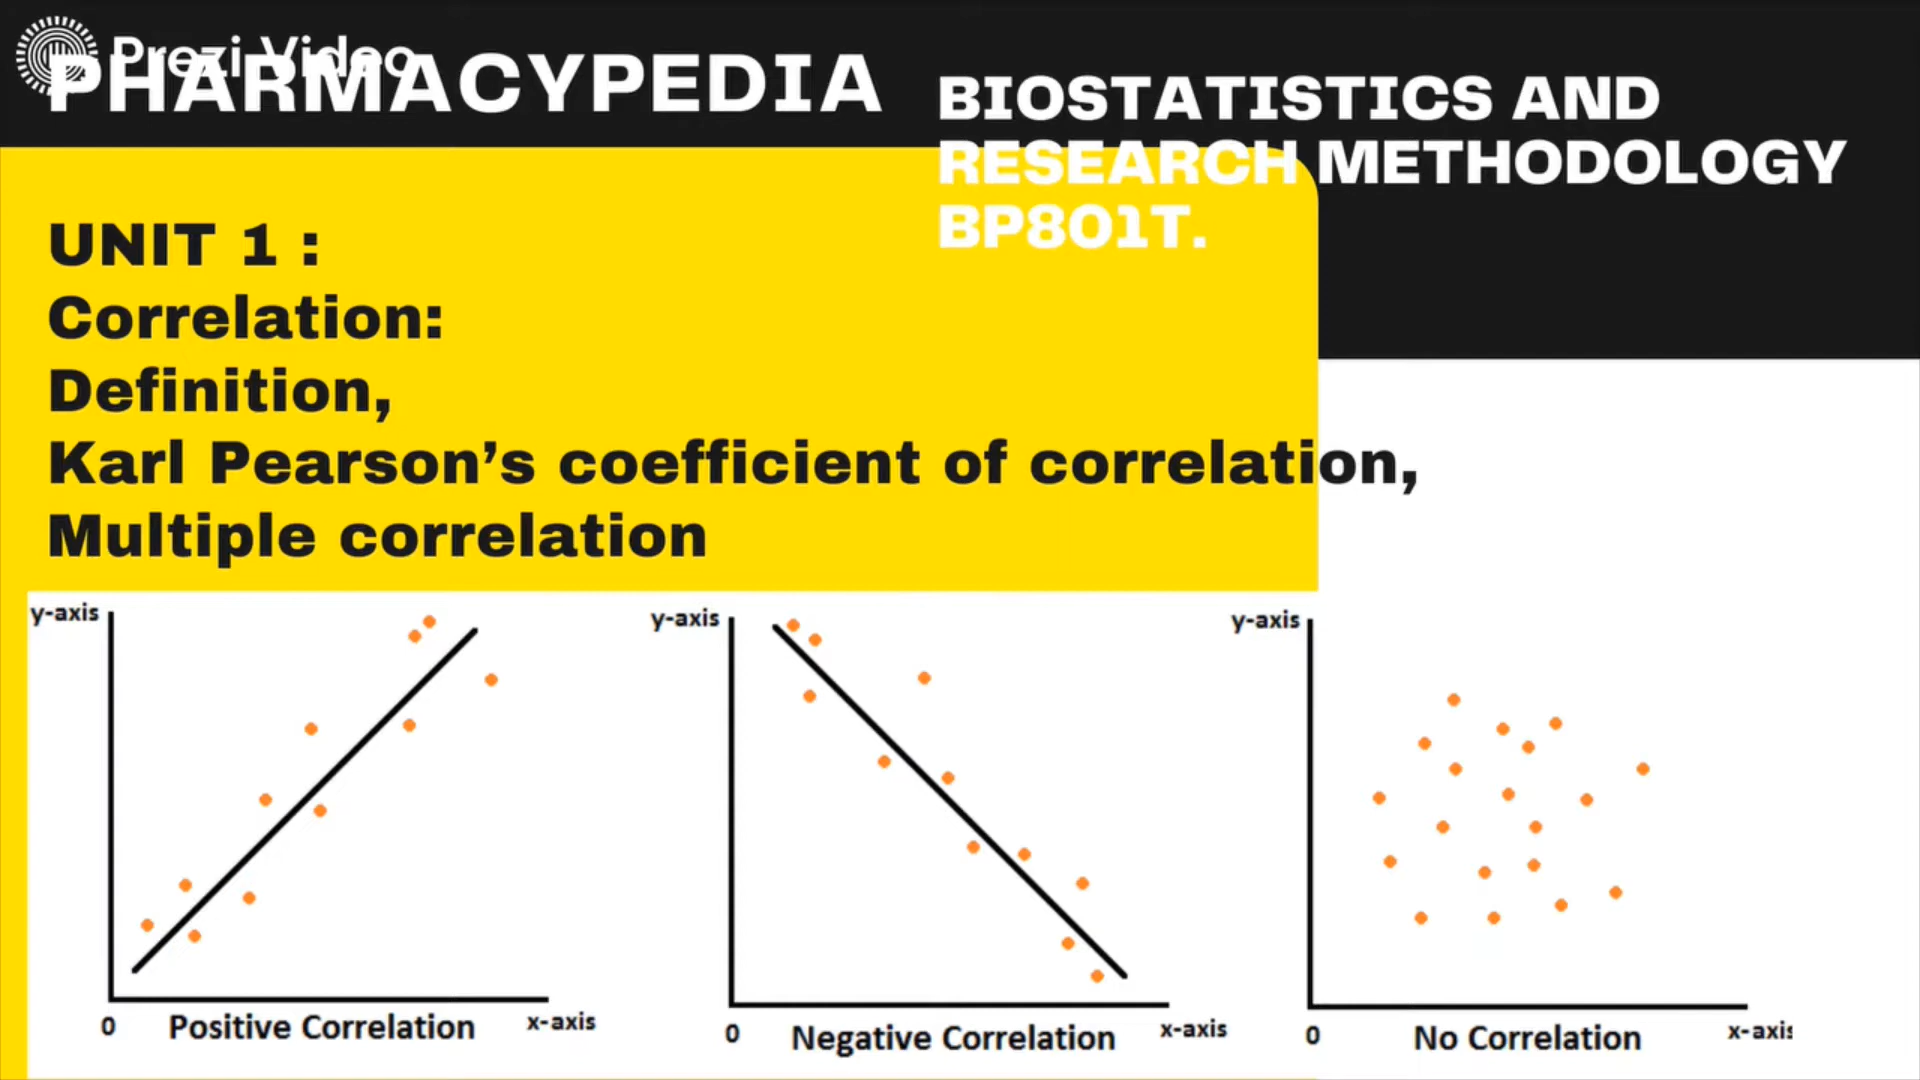 Prezi Video
PHARMACYPEDIA
BIOSTATISTICS AND
RESEARCH METHODOLOGY
BP801T.
UNIT 1 :
Correlation:
Definition,
Karl Pearson’s coefficient of correlation,
Multiple correlation
y-axis
0
Positive Correlation
x-axis
y-axis
0
Negative Correlation
x-axis
y-axis
0
No Correlation
x-axis